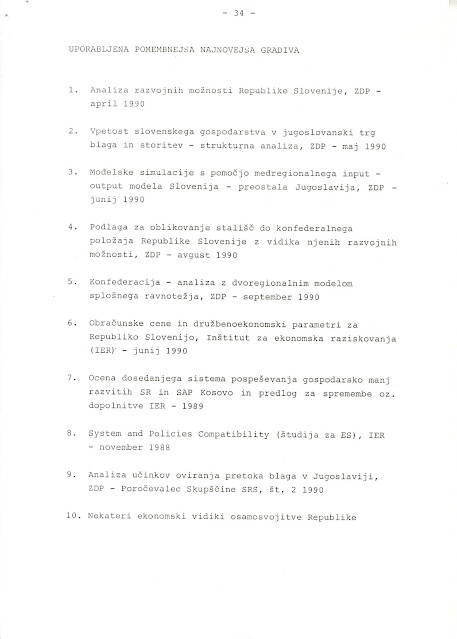 - 34 -
UPORABLJENA POMEMBNEJŠA NAJNOVEJŠA GRADIVA
1. Analiza razvojnih možnosti Republike Slovenije, ZDP -
april 1990
2. Vpetost slovenskega gospodarstva v jugoslovanski trg
blaga in storitev - strukturna analiza, ZDP - maj 1990
3. Modelske simulacije s pomočjo medregionalnega input -
output modela Slovenija - preostala Jugoslavija, ZDP -
junij 1990
4. Podlaga za oblikovanje stališč do konfederalnega
položaja Republike Slovenije z vidika njenih razvojnih
možnosti, ZDP - avgust 1990
5. Konfederacija - analiza z dvoregionalnim modelom
splošnega ravnotežja, ZDP - september 1990
6. Obračunske cene in družbenoekonomski parametri za
Republiko Slovenijo, Inštitut za ekonomska raziskovanja
(IER) - junij 1990
7. Ocena dosedanjega sistema pospeševanja gospodarsko manj
razvitih SR in SAP Kosovo in predlog za spremembe oz.
dopolnitve IER - 1989
8. System and Policies Compatibility (študija za ES), IER
- november 1988
9. Analiza učinkov oviranja pretoka blaga v Jugoslaviji,
ZDP - Poročevalec Skupščine SRS, št. 2 1990
10. Nekateri ekonomski vidiki osamosvojitve Republike